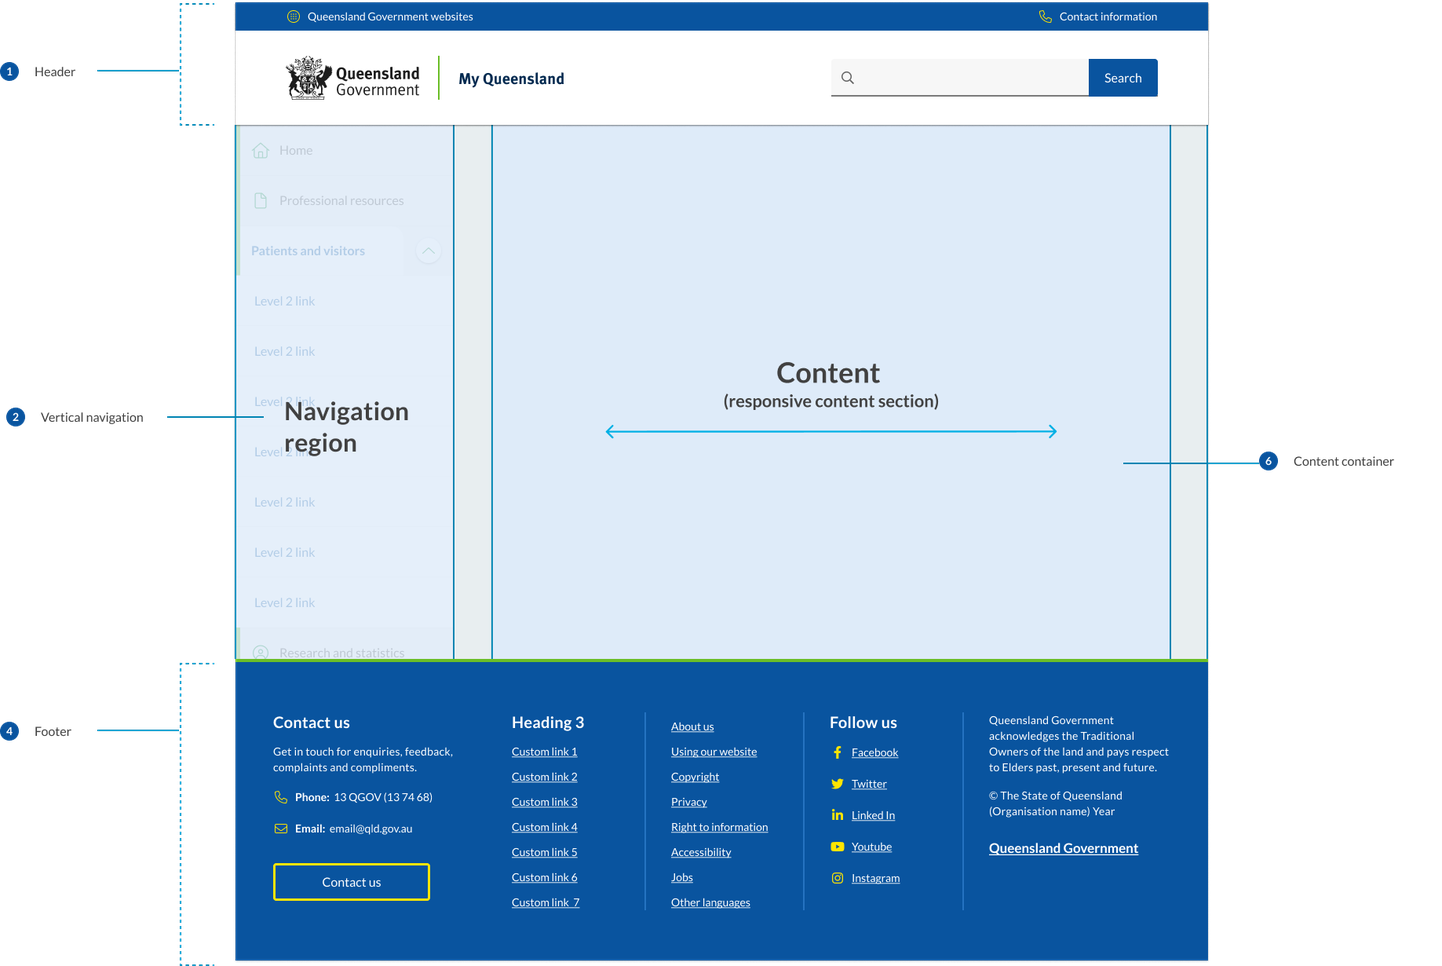 Queensland Government websites
Contact information
1 Header
Queensland
Government
My Queensland
Search
Home
Professional resources
Patients and visitors
Level 2 link
Level 2 link
Level 2 link
Level 2 link
Level 2 link
Level 2 link
Level 2 link
Research and statistics
2 Vertical navigation
Navigation
region
Content
(responsive content section)
6 Content container
4 Footer
Contact us
Get in touch for enquiries, feedback,
complaints and compliments.
Phone: 13 QGOV (13 74 68)
Email: email@qld.gov.au
Contact us
Heading 3
Custom link 1
Custom link 2
Custom link 3
Custom link 4
Custom link 5
Custom link 6
Custom link 7
About us
Using our website
Copyright
Privacy
Right to information
Accessibility
Jobs
Other languages
Follow us
Facebook
Twitter
Linked In
Youtube
Instagram
Queensland Government
acknowledges the Traditional
Owners of the land and pays respect
to Elders past, present and future.
© The State of Queensland
(Organisation name) Year
Queensland Government